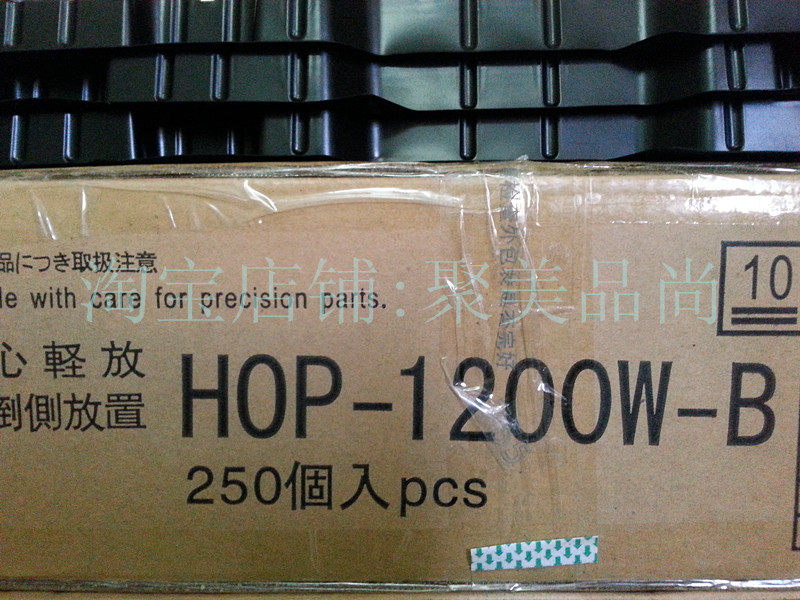 品につき取扱注意
le with care for precision parts.
心軽放
倒側放置
HOP-1200W-B
250個入pcs
10
淘宝店铺:聚美品尚